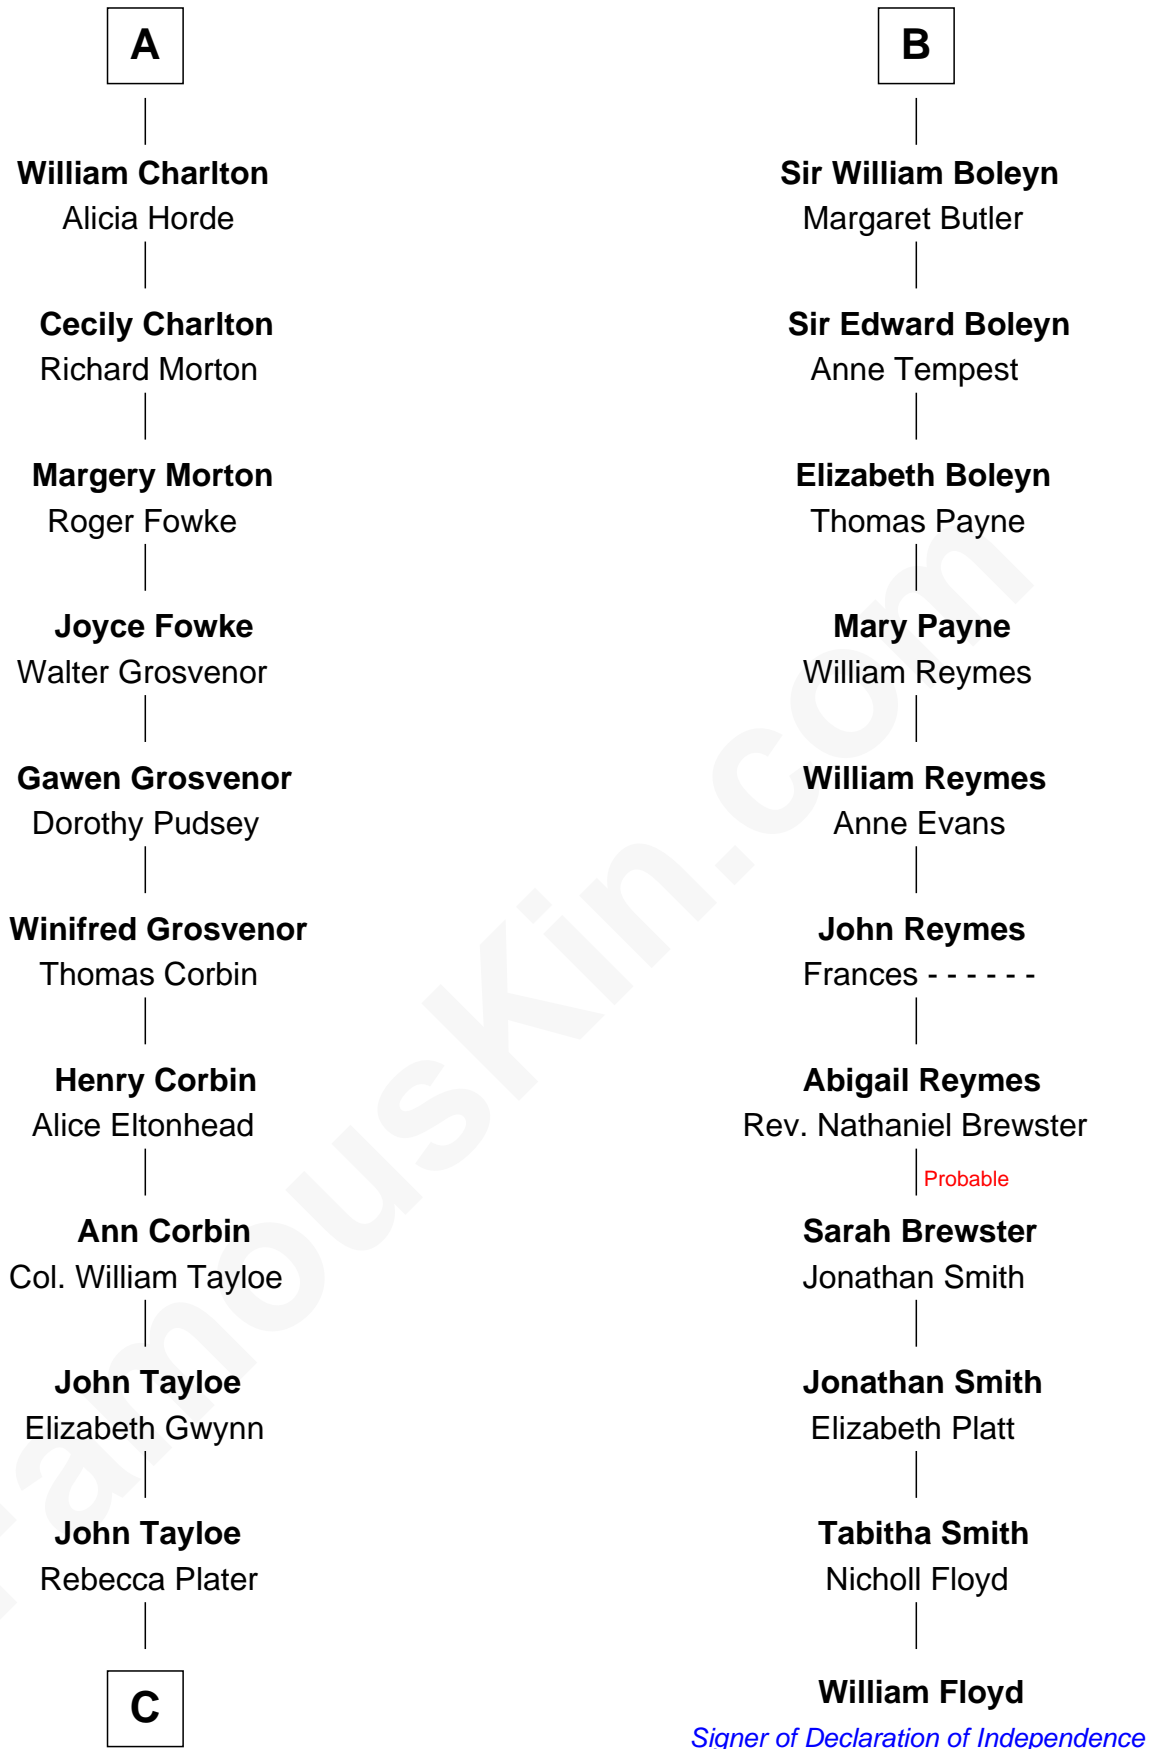 A
William Charlton
Alicia Horde
Cecily Charlton
Richard Morton
Margery Morton
Roger Fowke
Joyce Fowke
Walter Grosvenor
Gawen Grosvenor
Dorothy Pudsey
Winifred Grosvenor
Thomas Corbin
Henry Corbin
Alice Eltonhead
Ann Corbin
Col. William Tayloe
John Tayloe
Elizabeth Gwynn
John Tayloe
Rebecca Plater
C
B
Sir William Boleyn
Margaret Butler
Sir Edward Boleyn
Anne Tempest
Elizabeth Boleyn
Thomas Payne
Mary Payne
William Reymes
William Reymes
Anne Evans
John Reymes
Frances - - - - - -
Abigail Reymes
Rev. Nathaniel Brewster
Probable
Sarah Brewster
Jonathan Smith
Jonathan Smith
Elizabeth Platt
Tabitha Smith
Nicholl Floyd
William Floyd
Signer of Declaration of Independence
FamousKin.com